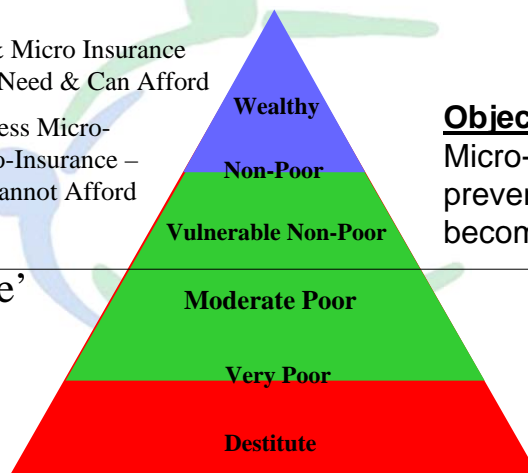 & Micro Insurance
Need & Can Afford
ess Micro-
o-Insurance –
annot Afford
e’
Wealthy
Non-Poor
Vulnerable Non-Poor
Moderate Poor
Very Poor
Destitute
Objec
Micro-
preven
becom